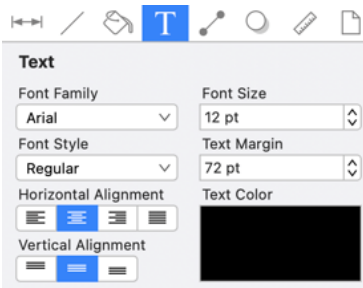 T
Text
Font Family Font Size
Arial 12 pt
Font Style Text Margin
Regular 72 pt
Horizontal Alignment Text Color
Vertical Alignment